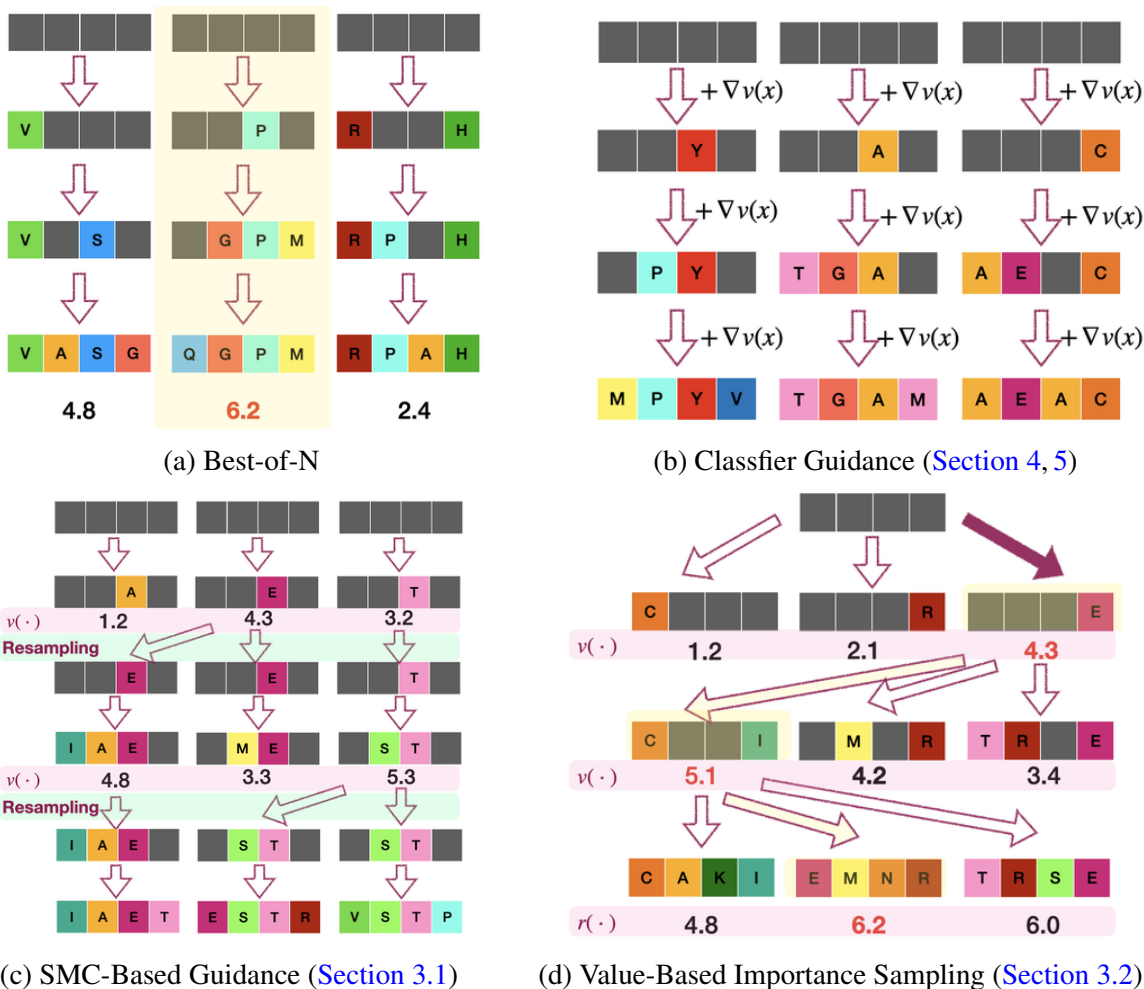 V P R H
V S G P M R P H
V A S G Q G P M R P A H
4.8 6.2 2.4
(a) Best-of-N
+ ∇v(x) + ∇v(x) + ∇v(x)
Y A C
+ ∇v(x) + ∇v(x) + ∇v(x)
P Y T G A A E C
+ ∇v(x) + ∇v(x) + ∇v(x)
M P Y V T G A M A E A C
(b) Classfier Guidance (Section 4, 5)
A E T
v(·) 1.2 4.3 3.2
Resampling
E E T
I A E M E S T
v(·) 4.8 3.3 5.3
Resampling
I A E S T S T
I A E T E S T R V S T P
(c) SMC-Based Guidance (Section 3.1)
C R E
v(·) 1.2 2.1 4.3
C I M R T R E
v(·) 5.1 4.2 3.4
C A K I E M N R T R S E
r(·) 4.8 6.2 6.0
(d) Value-Based Importance Sampling (Section 3.2)